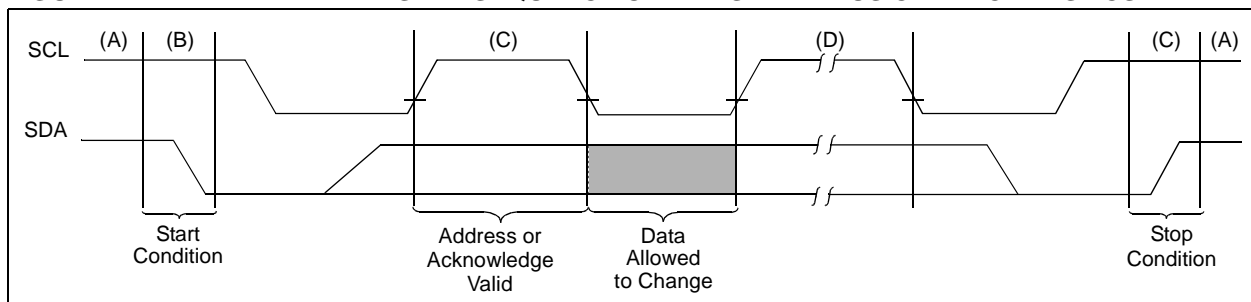 (A) (B) (C) (D) (C) (A)
SCL
SDA
Start
Condition
Address or
Acknowledge
Valid
Data
Allowed
to Change
Stop
Condition